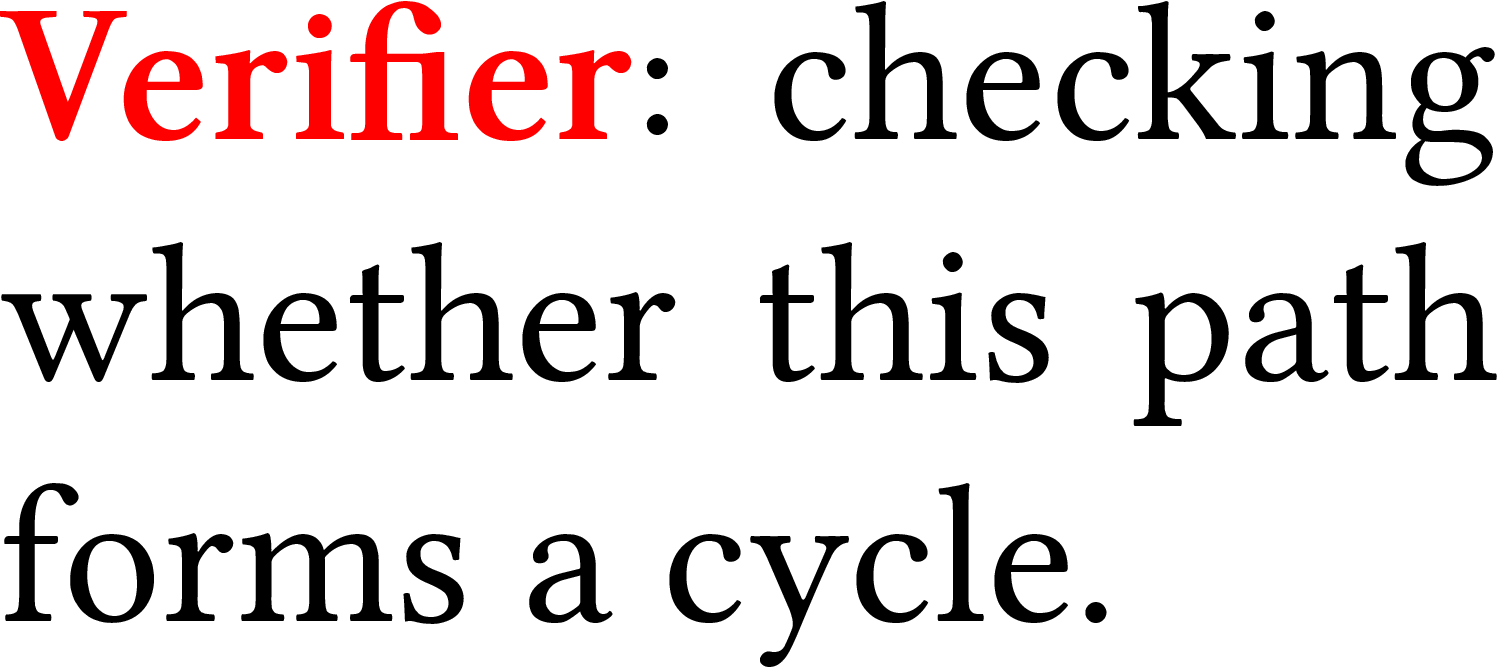 Verifier: checking
whether this path
forms a cycle.